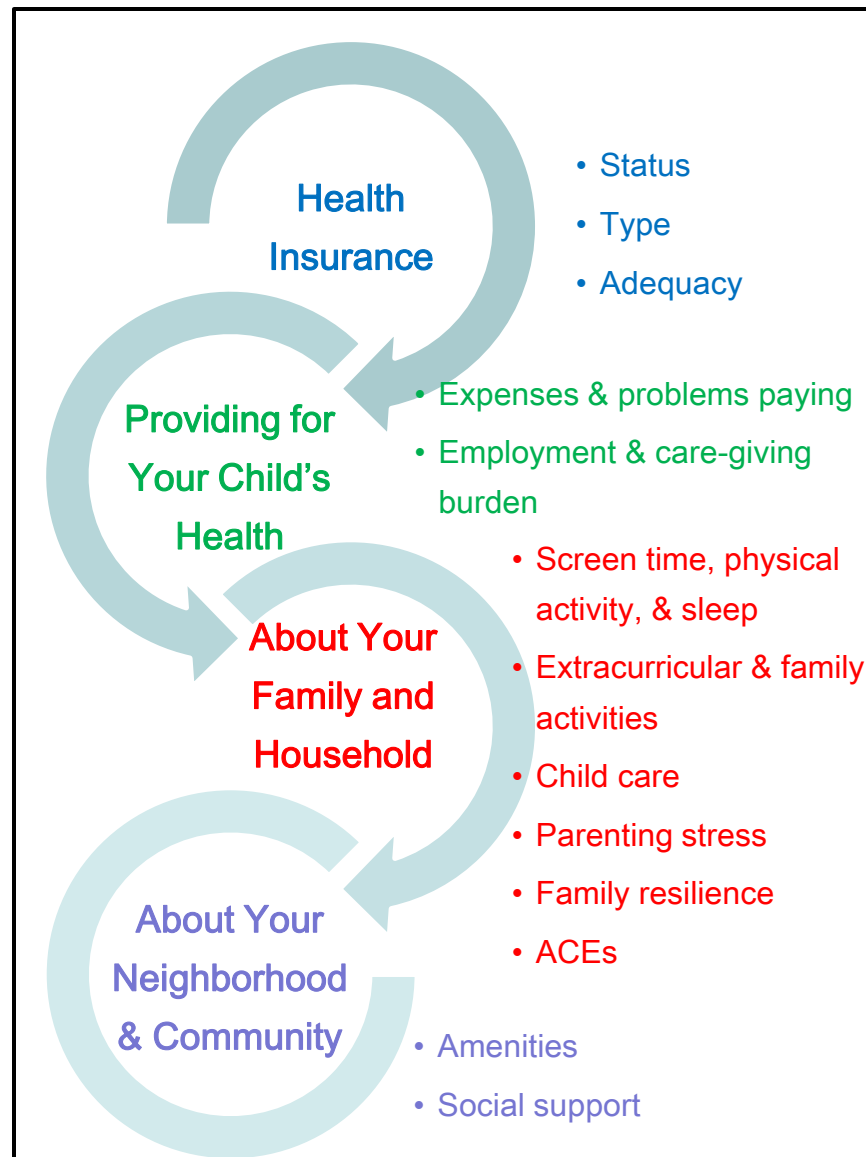 Health
Insurance
• Status
• Type
• Adequacy
Providing for
Your Child's
Health
• Expenses & problems paying
• Employment & care-giving
burden
About Your
Family and
Household
• Screen time, physical
activity, & sleep
• Extracurricular & family
activities
• Child care
• Parenting stress
• Family resilience
• ACEs
About Your
Neighborhood
& Community
• Amenities
• Social support